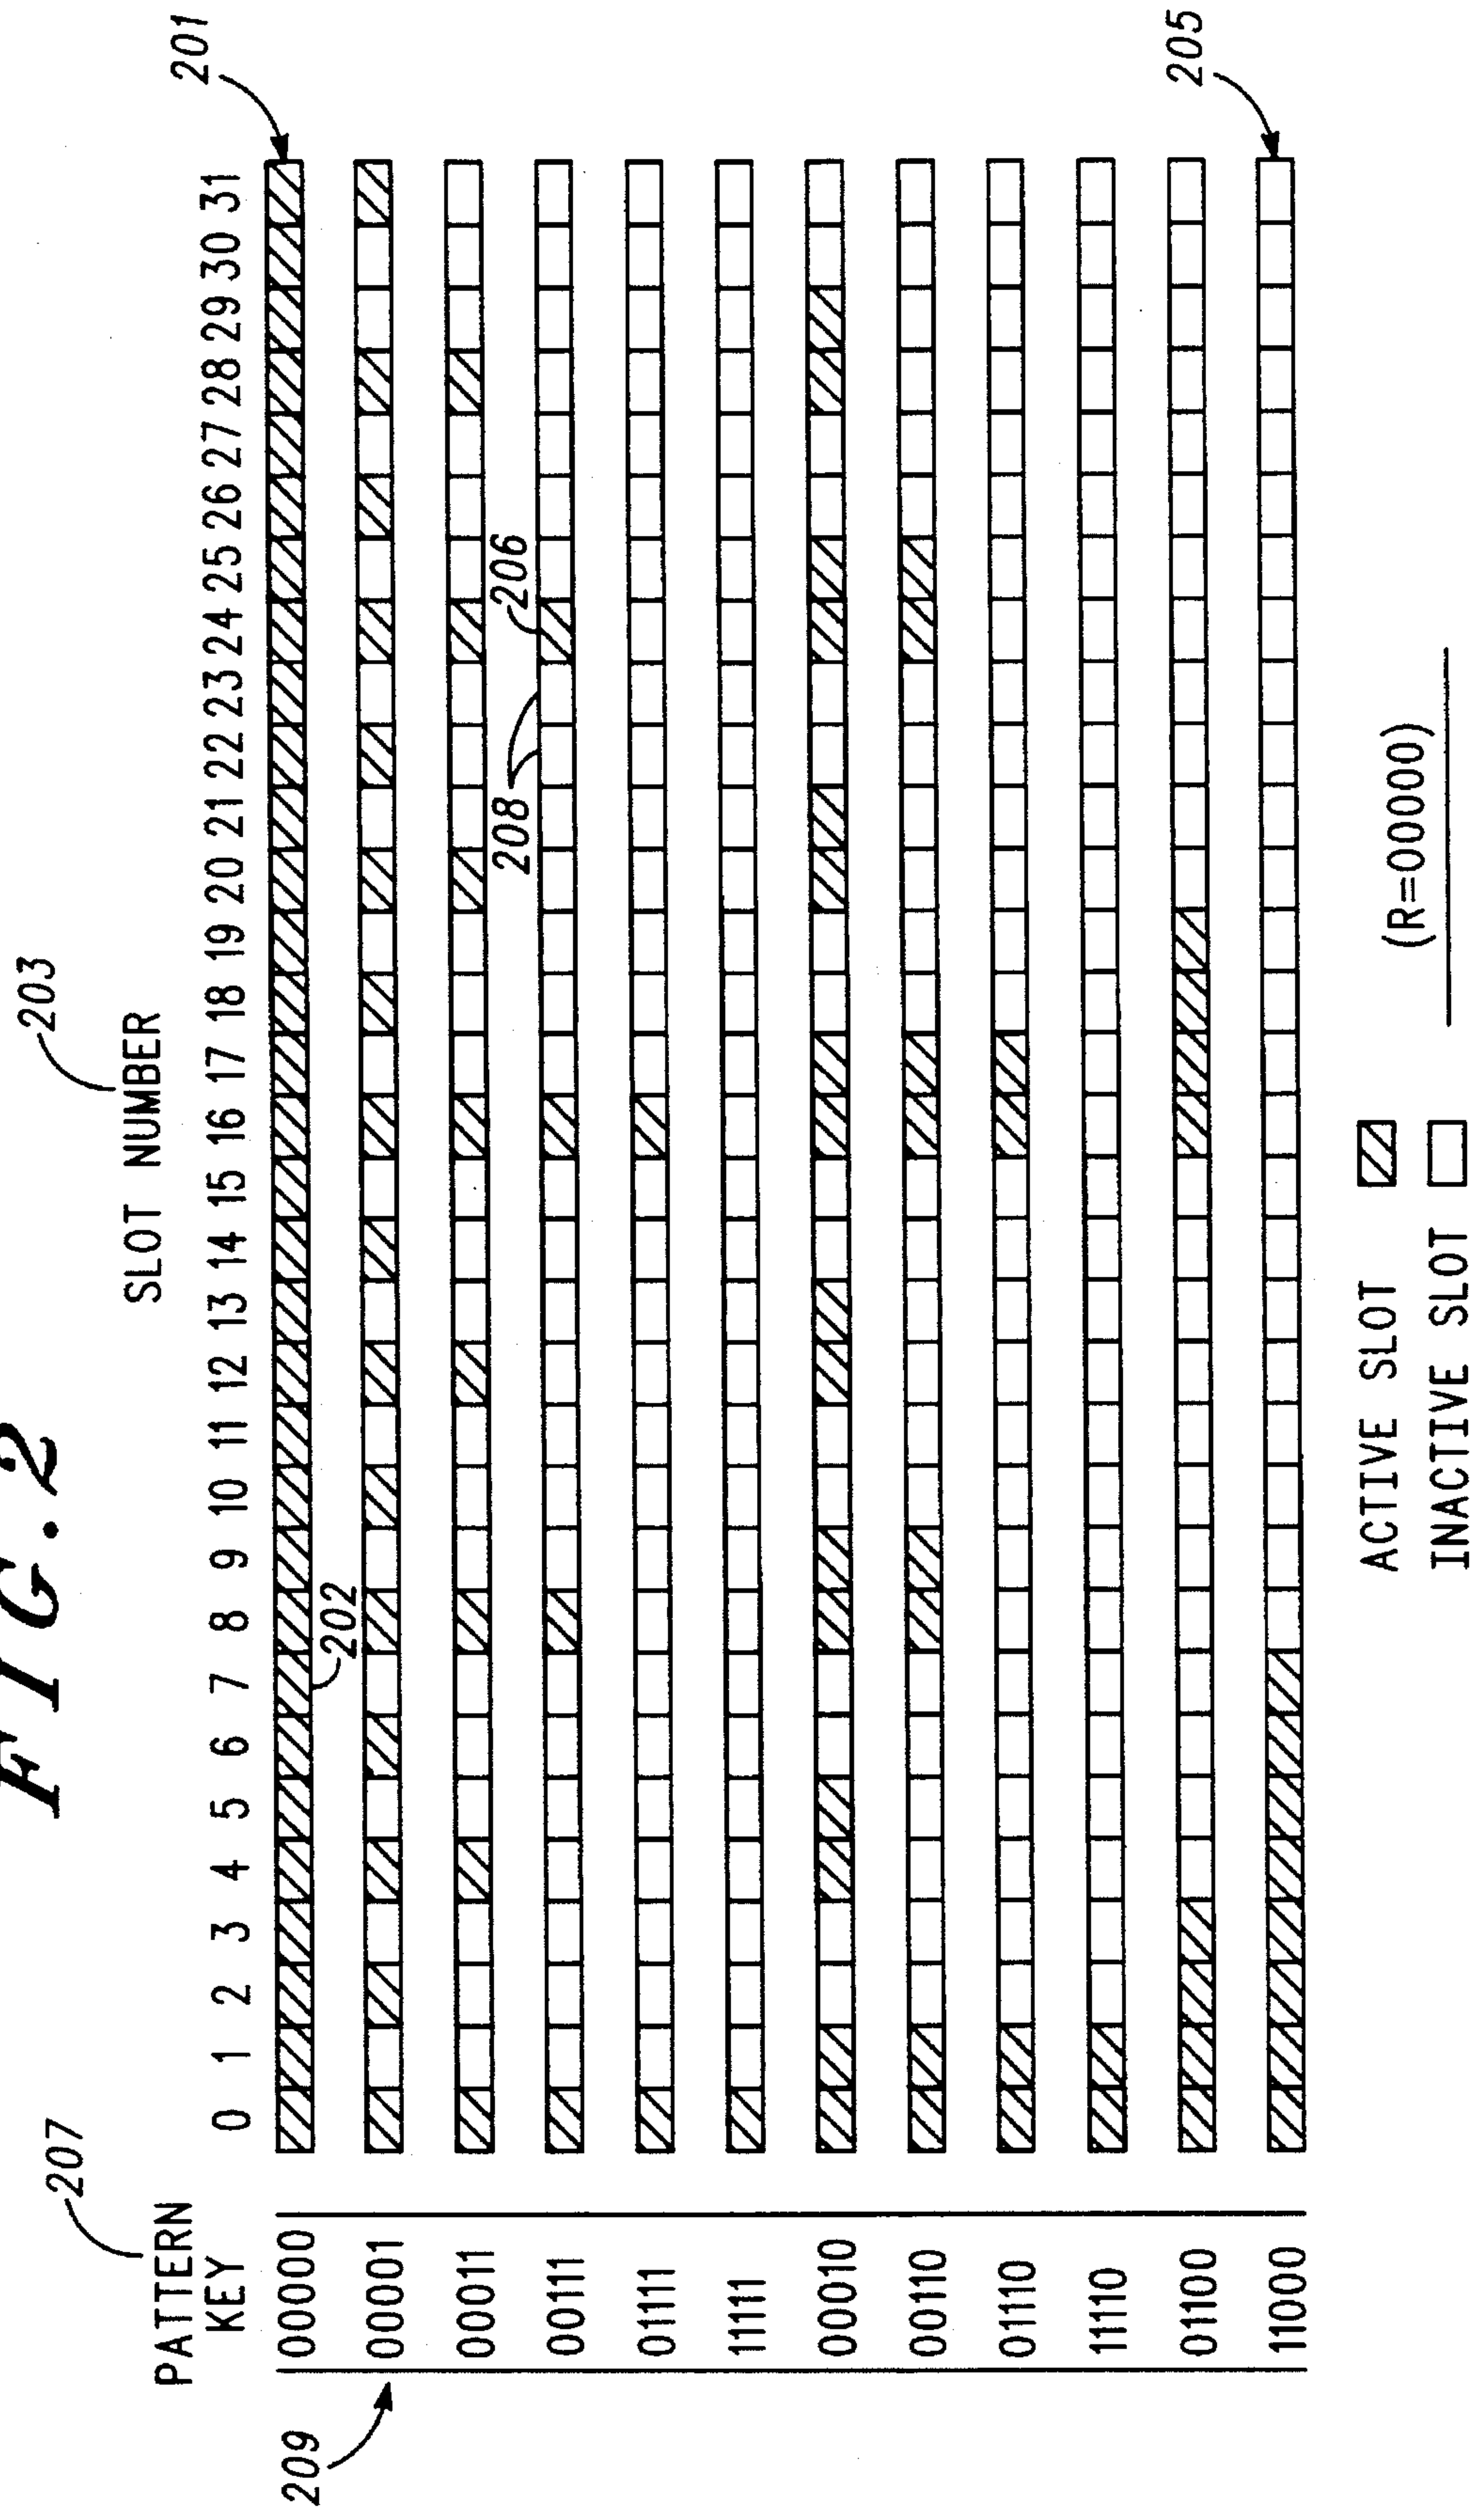 FIG.2
203
SLOT NUMBER
207
PATTERN
KEY
0 1 2 3 4 5 6 7 8 9 10 11 12 13 14 15 16 17 18 19 20 21 22 23 24 25 26 27 28 29 30 31
201
209
00000
202
00001
00011
208
206
00111
01111
11111
00010
00110
01110
11110
01100
11000
205
ACTIVE SLOT
INACTIVE SLOT
(R=00000)